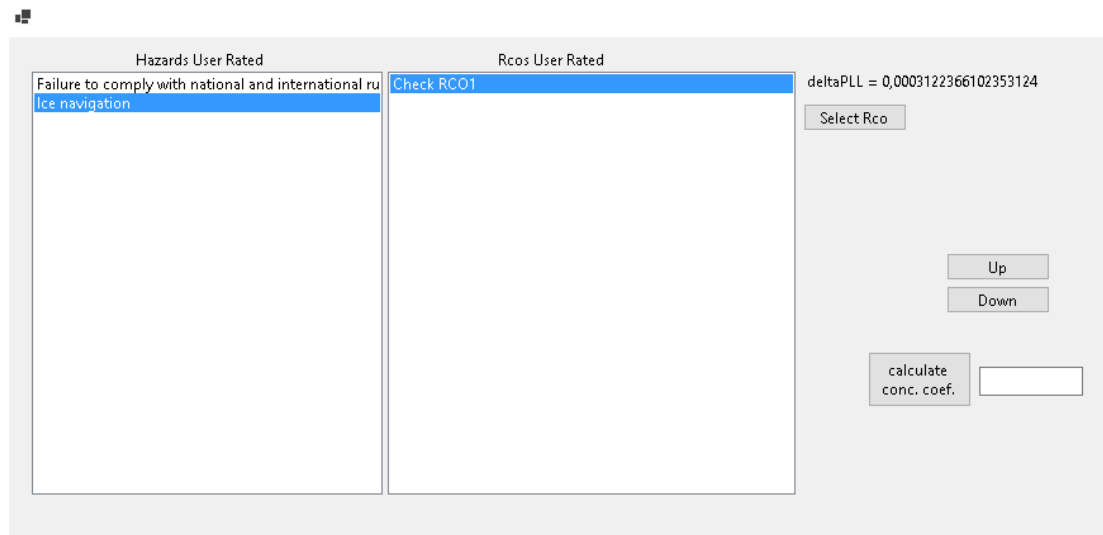 Hazards User Rated
Rcos User Rated
Failure to comply with national and international ru
Ice navigation
Check RCO1
deltaPLL = 0,0003122366102353124
Select Rco
Up
Down
calculate
conc. coef.